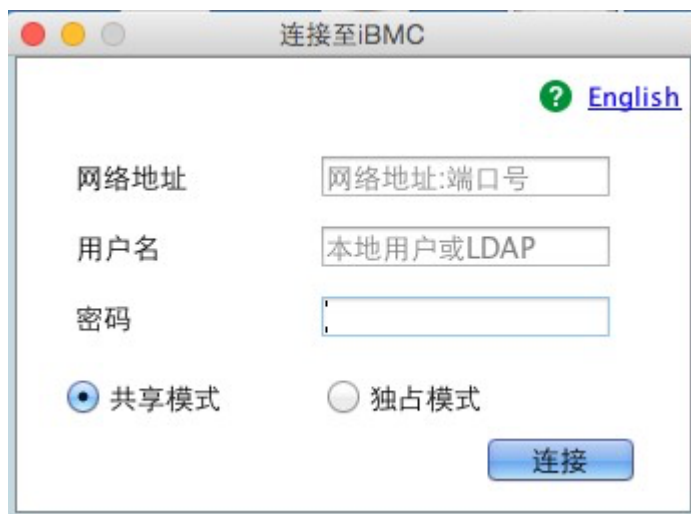 连接至iBMC
? English
网络地址 网络地址:端口号
用户名 本地用户或LDAP
密码
共享模式 独占模式
连接